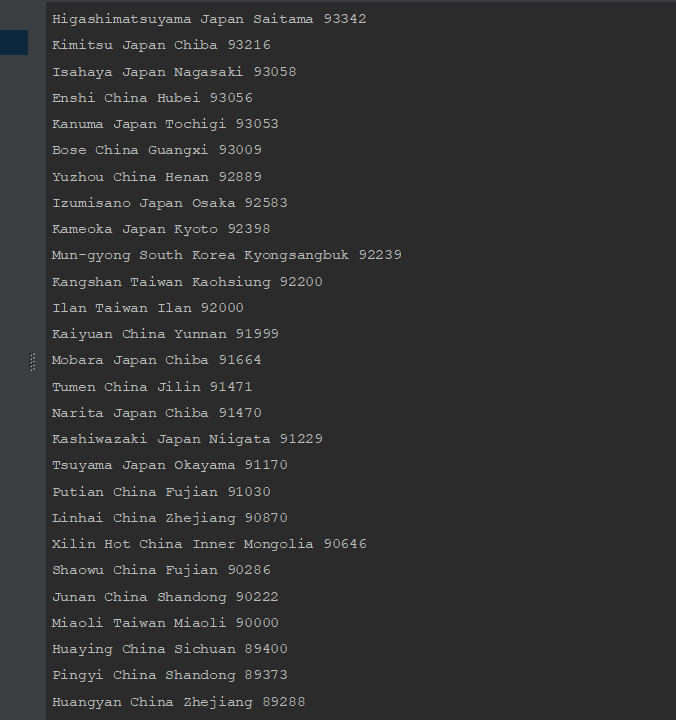 Higashimatsuyama Japan Saitama 93342
Kimitsu Japan Chiba 93216
Isahaya Japan Nagasaki 93058
Enshi China Hubei 93056
Kanuma Japan Tochigi 93053
Bose China Guangxi 93009
Yuzhou China Henan 92889
Izumisano Japan Osaka 92583
Kameoka Japan Kyoto 92398
Mun-gyong South Korea Kyongsangbuk 92239
Kangshan Taiwan Kaohsiung 92200
Ilan Taiwan Ilan 92000
Kaiyuan China Yunnan 91999
Mobara Japan Chiba 91664
Tumen China Jilin 91471
Narita Japan Chiba 91470
Kashiwazaki Japan Niigata 91229
Tsuyama Japan Okayama 91170
Putian China Fujian 91030
Linhai China Zhejiang 90870
Xilin Hot China Inner Mongolia 90646
Shaowu China Fujian 90286
Junan China Shandong 90222
Miaoli Taiwan Miaoli 90000
Huaying China Sichuan 89400
Pingyi China Shandong 89373
Huangyan China Zhejiang 89288